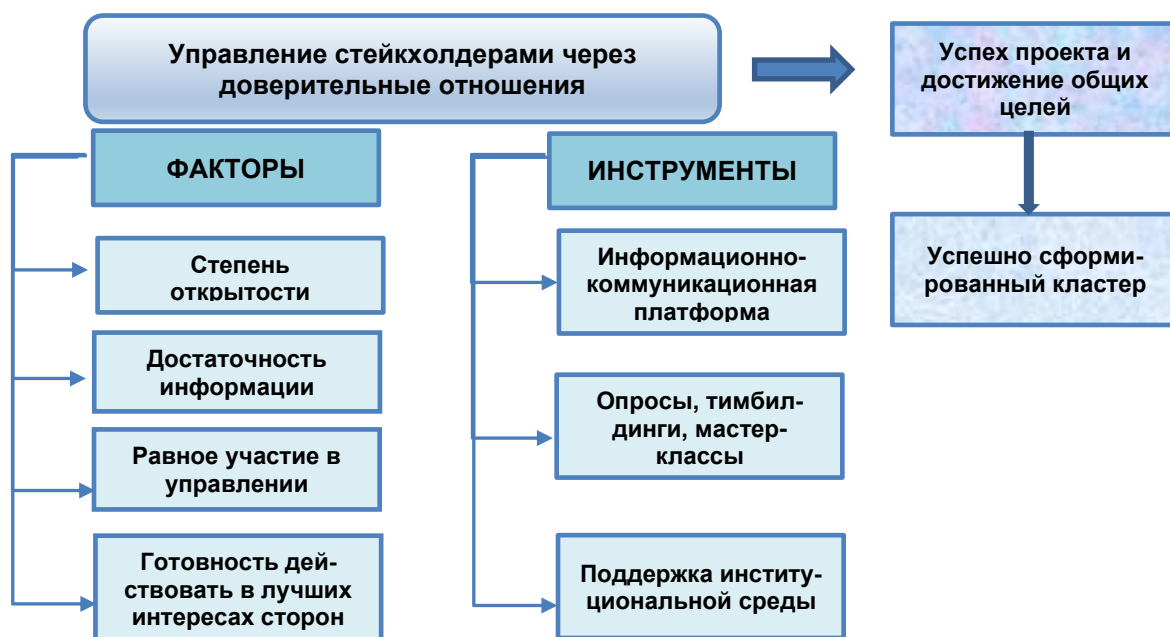 Управление стейкхолдерами через
доверительные отношения
Успех проекта и
достижение общих
целей
ФАКТОРЫ
ИНСТРУМЕНТЫ
Степень
открытости
Достаточность
информации
Равное участие в
управлении
Готовность дей-
ствовать в лучших
интересах сторон
Информационно-
коммуникационная
платформа
Опросы, тимбил-
динги, мастер-
классы
Поддержка институ-
циональной среды
Успешно сформи-
рованный кластер